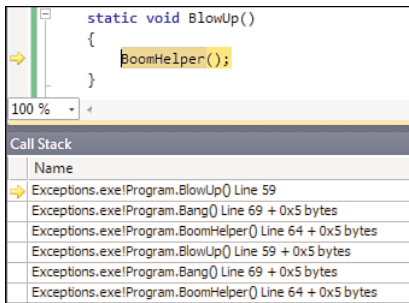 static void BlowUp()
{
BoomHelper();
}
100 %
Call Stack
Name
Exceptions.exe!Program.BlowUp() Line 59
Exceptions.exe!Program.Bang() Line 69 + 0x5 bytes
Exceptions.exe!Program.BoomHelper() Line 64 + 0x5 bytes
Exceptions.exe!Program.BlowUp() Line 59 + 0x5 bytes
Exceptions.exe!Program.Bang() Line 69 + 0x5 bytes
Exceptions.exe!Program.BoomHelper() Line 64 + 0x5 bytes